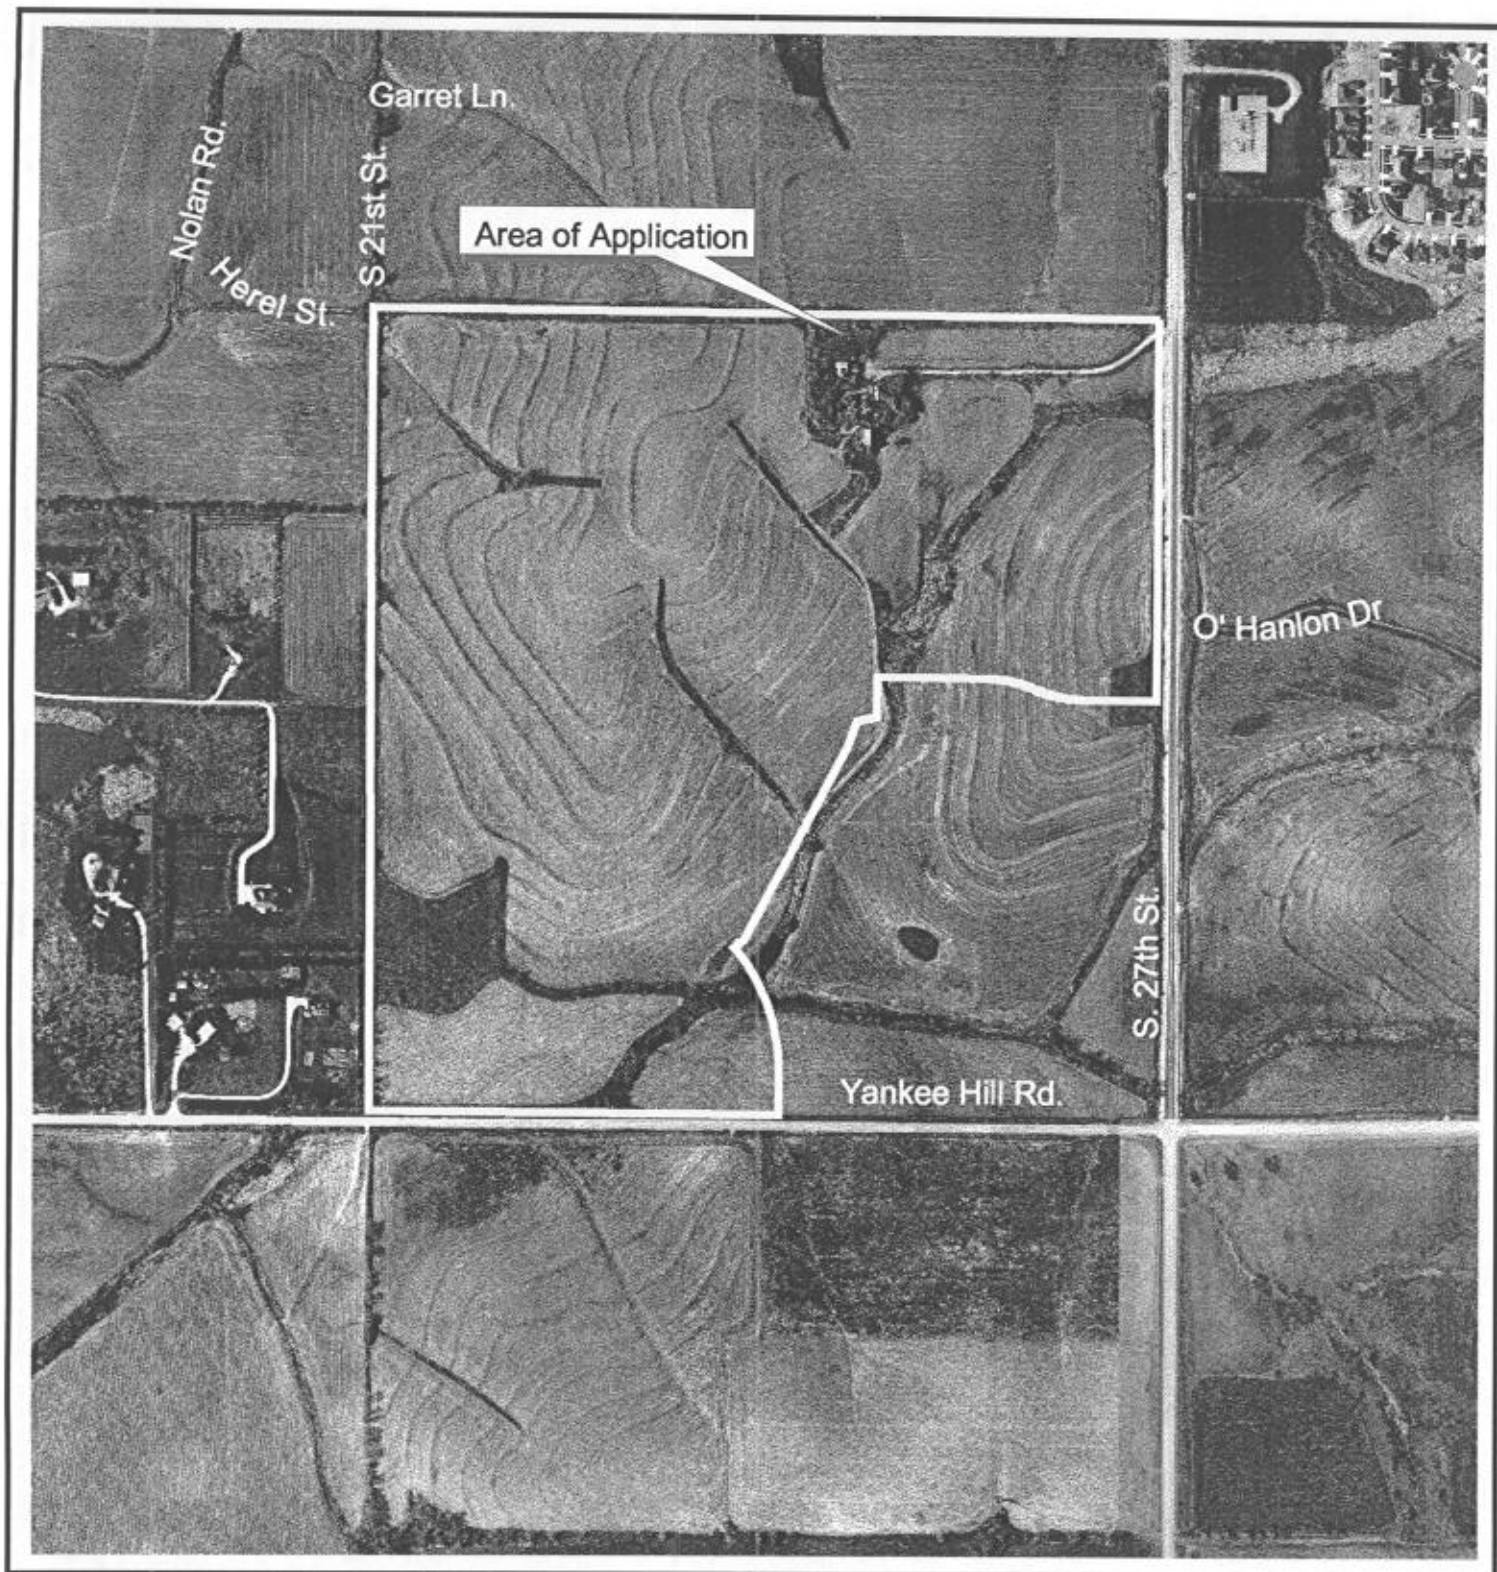 Garret Ln.
Nolan Rd.
S 21st St.
Area of Application
Herel St.
O' Hanlon Dr
S. 27th St.
Yankee Hill Rd.